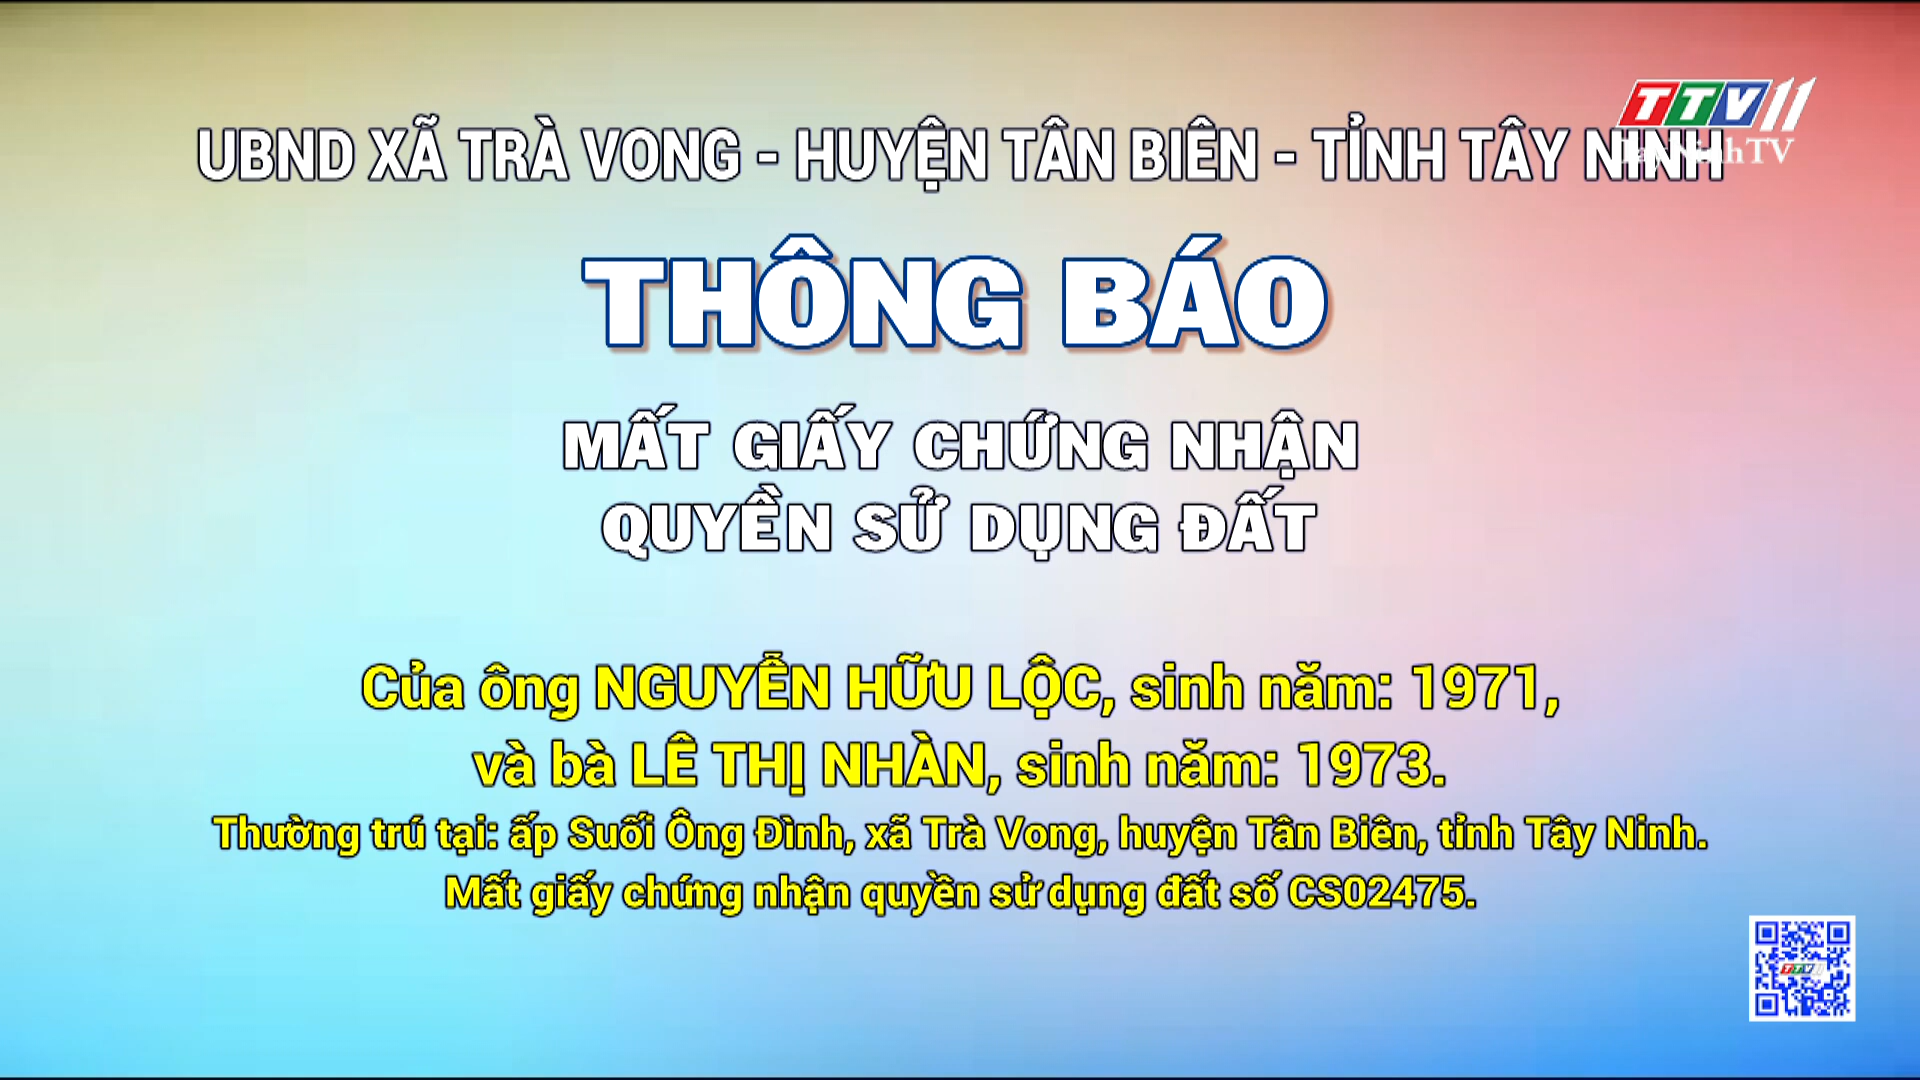 TTV11
UBND XÃ TRÀ VONG - HUYỆN TÂN BIÊN - TỈNH TÂY NINH
TayNinhTV
THÔNG BÁO
MẤT GIẤY CHỨNG NHẬN
QUYỀN SỬ DỤNG ĐẤT
Của ông NGUYỄN HỮU LỘC, sinh năm: 1971,
và bà LÊ THỊ NHÀN, sinh năm: 1973.
Thường trú tại: ấp Suối Ông Đình, xã Trà Vong, huyện Tân Biên, tỉnh Tây Ninh.
Mất giấy chứng nhận quyền sử dụng đất số CS02475.
TTV11